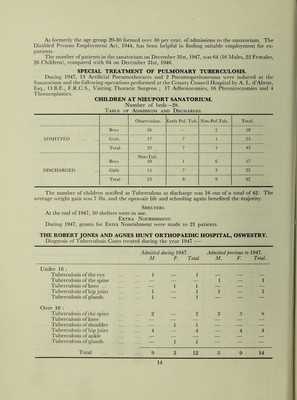 As formerly the age group 20-30 formed over 50 per cent. of admissions to the sanatorium. The
Disabled Persons Employment Act, 1944, has been helpful in finding suitable employment for ex-
patients.
The number of patients in the sanatorium on December 31st, 1947, was 64 (16 Males, 22 Females,
26 Children), compared with 64 on December 31st, 1946.
SPECIAL TREATMENT OF PULMONARY TUBERCULOSIS.
During 1947, 13 Artificial Pneumothoraces and 2 Pneumoperitoneums were induced at the
Sanatorium and the following operations performed at the County Council Hospital by A. L. d'Abreu,
Esq., O.B.E., F.R.C.S., Visiting Thoracic Surgeon ; 17 Adhesiotomies, 16 Phrenicectomies and 4
Thoracoplastics.
CHILDREN AT NEWPORT SANATORIUM.
Number of beds—28.
Table of Admissions and Discharges.
Observation. Early Pul. Tub. Non-Pul.Tub. Total.
Boys 16 — 2 18
ADMITTED Girls 17 7 1 25
Total 33 7 3
Non-Tub.
Boys 10 1 6 17
DISCHARGED Girls 15 7 3 25
Total 25 8 9 42
The number of children notified as Tuberculous at discharge was 16 out of a total of 42. The
average weight gain was 7 lbs. and the open-air life and schooling again benefited the majority.
Shelters.
At the end of 1947, 50 shelters were in use.
Extra Nourishment.
During 1947, grants for Extra Nourishment were made to 21 patients.
THE ROBERT JONES AND AGNES HUNT ORTHOPAEDIC HOSPITAL, OSWESTRY.
Diagnosis of Tuberculosis Cases treated during the year 1947 :—
Admitted during 1947. Admitted previous to 1947.
M. F. Total. M. F. Total.
Under 16 :
Tuberculosis of the eye 1 — 1 — — —
Tuberculosis of the spine — — — 1 — 1
Tuberculosis of knee — 1 1 — — —
Tuberculosis of hip joint 1 — 1 1 — 1
Tuberculosis of glands 1 — 1 — — —
Over 16 :
Tuberculosis of the spine 2 — 2 3 5 8
Tuberculosis of knee — — — — — —
Tuberculosis of shoulder — 1 1 — — —
Tuberculosis of hip joint 4 — 4 — 4 4
Tuberculosis of ankle — — — — — —
Tuberculosis of glands — 1 1 — — —
Total 9 3 12 5 9 14
14